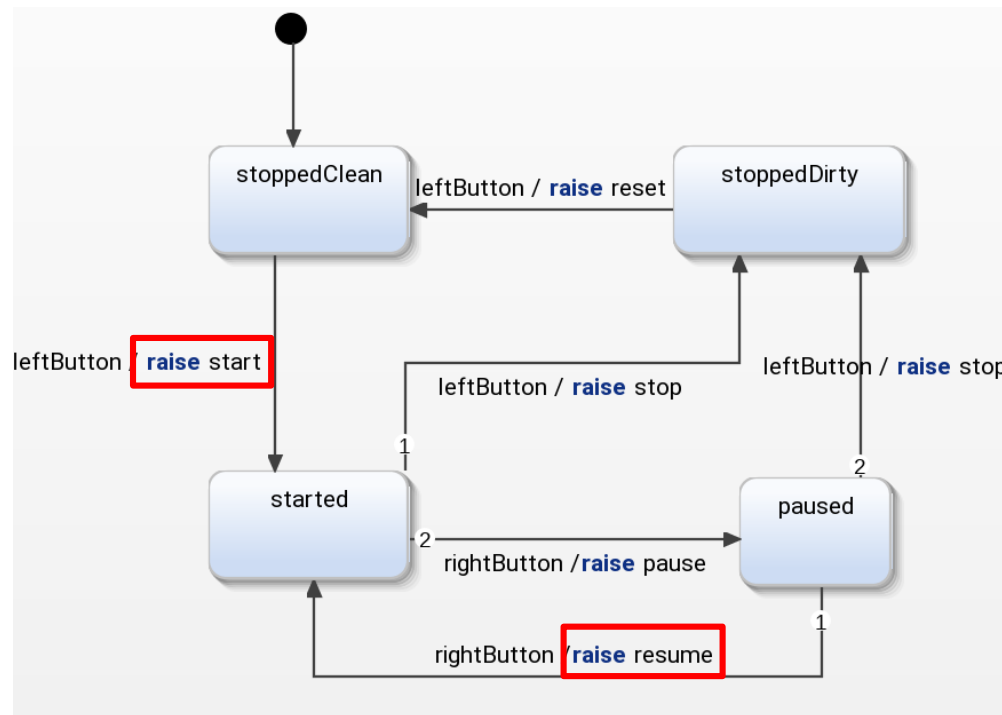 stoppedClean
stoppedDirty
leftButton / raise reset
leftButton / raise start
leftButton / raise stop
leftButton / raise stop
1
2
started
paused
2
rightButton /raise pause
1
rightButton /raise resume